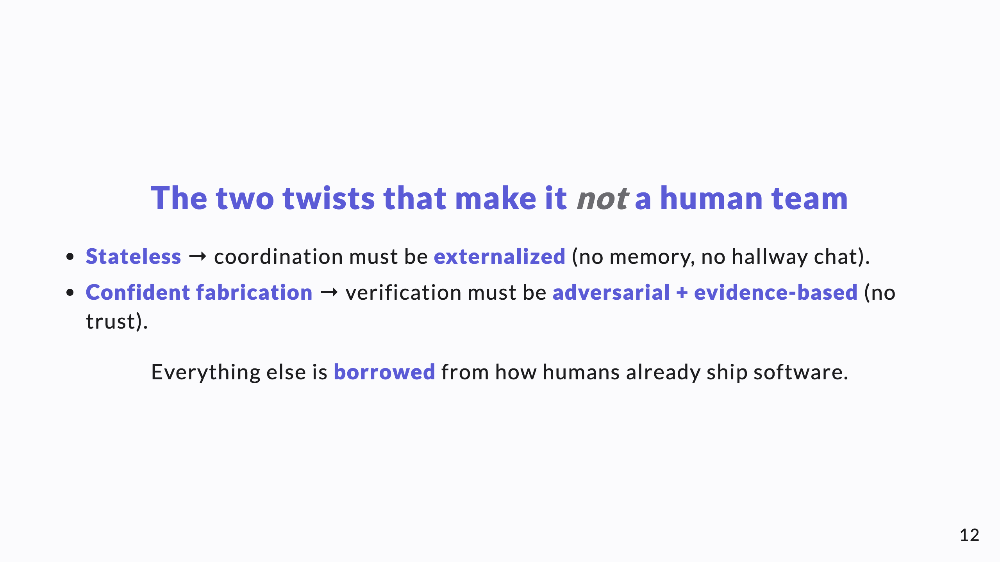 The two twists that make it not a human team
• Stateless → coordination must be externalized (no memory, no hallway chat).
• Confident fabrication → verification must be adversarial + evidence-based (no
trust).
Everything else is borrowed from how humans already ship software.
12